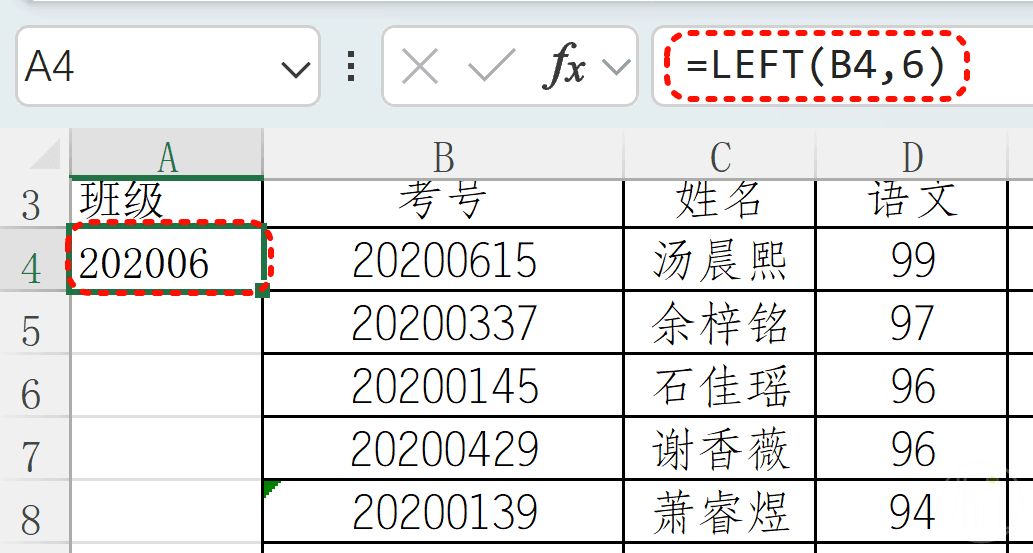 A4 fx =LEFT(B4,6)
A B C D
3 班级 考号 姓名 语文
4 202006 20200615 汤晨熙 99
5 20200337 余梓铭 97
6 20200145 石佳瑶 96
7 20200429 谢香薇 96
8 20200139 萧睿煜 94